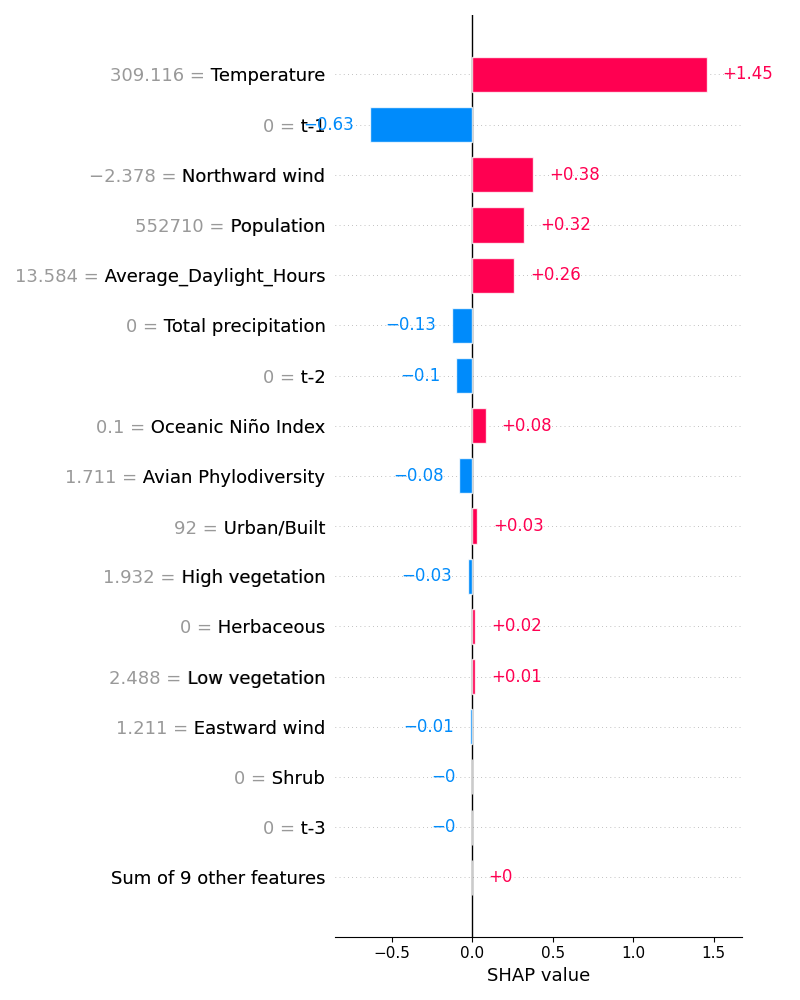 309.116 = Temperature +1.45
0 = t-1 −0.63
−2.378 = Northward wind +0.38
552710 = Population +0.32
13.584 = Average_Daylight_Hours +0.26
0 = Total precipitation −0.13
0 = t-2 −0.1
0.1 = Oceanic Niño Index +0.08
1.711 = Avian Phylodiversity −0.08
92 = Urban/Built +0.03
1.932 = High vegetation −0.03
0 = Herbaceous +0.02
2.488 = Low vegetation +0.01
1.211 = Eastward wind −0.01
0 = Shrub −0
0 = t-3 −0
Sum of 9 other features +0
−0.5 0.0 0.5 1.0 1.5
SHAP value